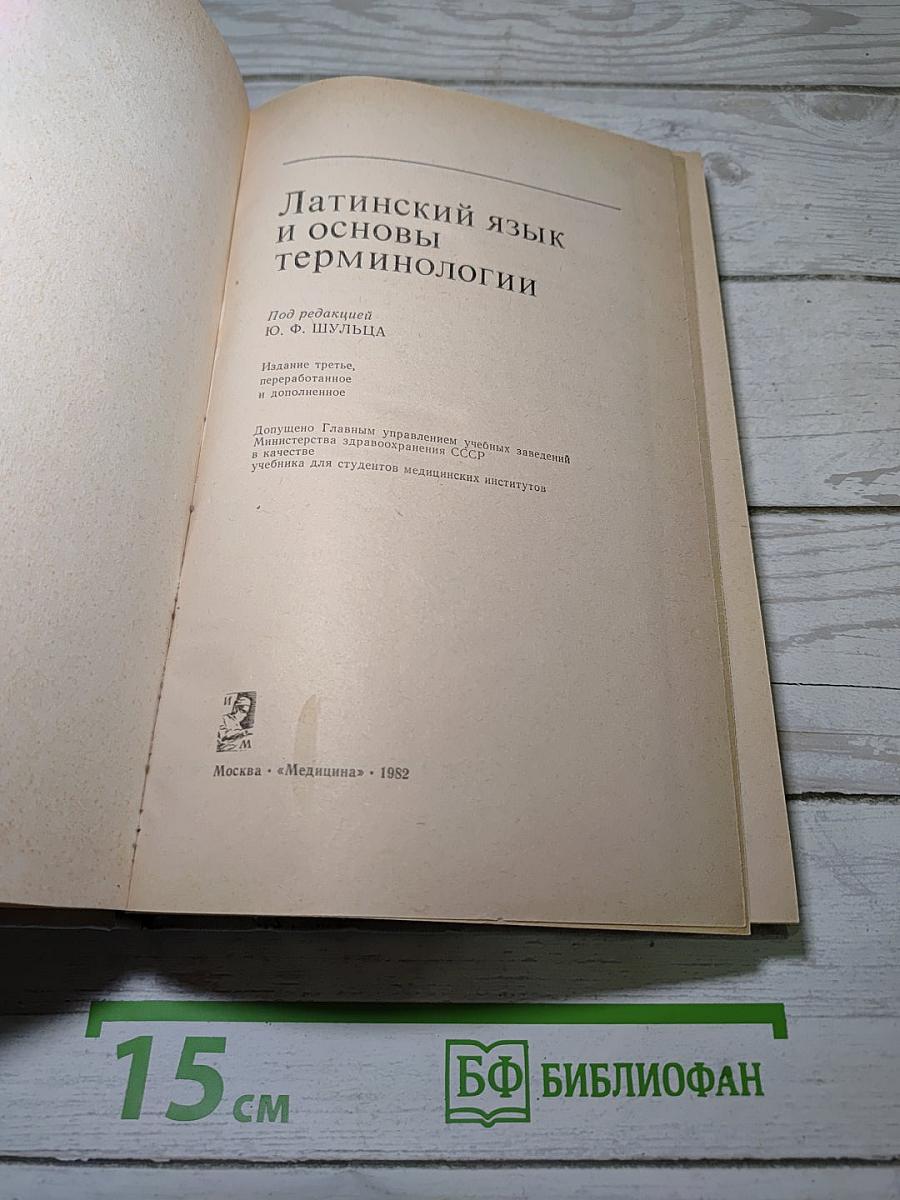 Латинский язык
и основы
терминологии
Под редакцией
Ю. Ф. ШУЛЬЦА
Издание третье,
переработанное
и дополненное
Допущено Главным управлением учебных заведений
Министерства здравоохранения СССР
в качестве
учебника для студентов медицинских институтов
И
М
Москва · «Медицина» · 1982
15 см
БФ БИБЛИОФАН